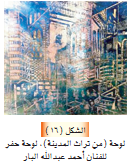 الشكل (١٦)
لوحة (من تراث المدينة)، لوحة حفر
للفنان أحمد عبدالله البار